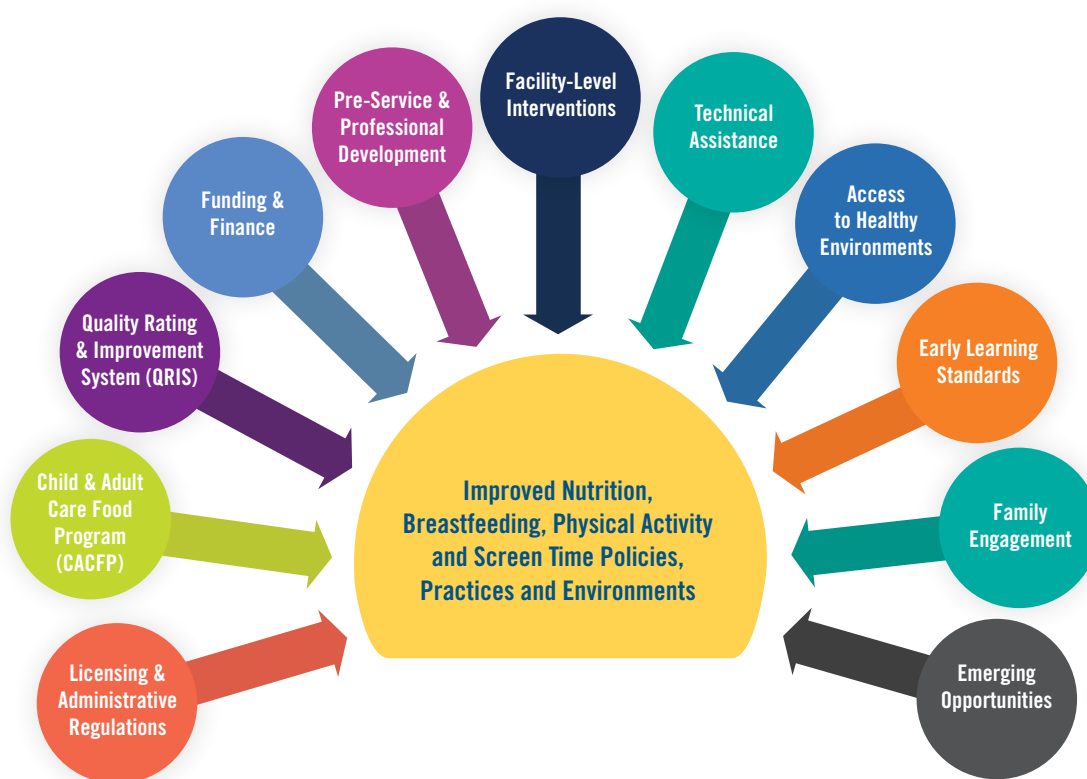 Facility-Level
Interventions
Pre-Service &
Professional
Development
Technical
Assistance
Funding &
Finance
Access
to Healthy
Environments
Quality Rating
& Improvement
System (QRIS)
Early Learning
Standards
Child & Adult
Care Food
Program
(CACFP)
Improved Nutrition,
Breastfeeding, Physical Activity
and Screen Time Policies,
Practices and Environments
Family
Engagement
Licensing &
Administrative
Regulations
Emerging
Opportunities